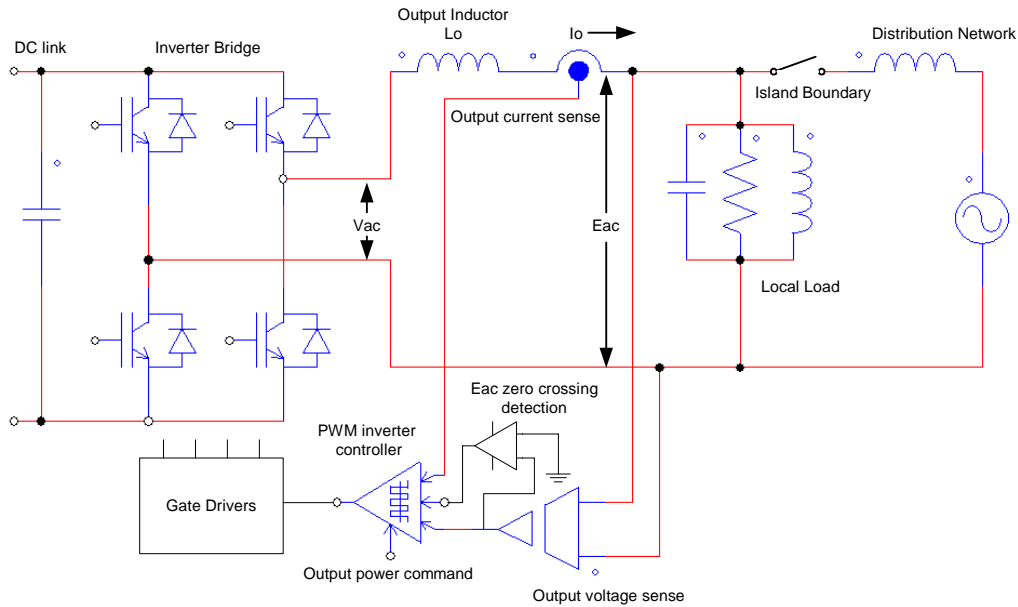 Output Inductor
Lo
Io
DC link
Inverter Bridge
Distribution Network
Island Boundary
Output current sense
Vac
Eac
Local Load
Eac zero crossing
detection
PWM inverter
controller
Gate Drivers
Output power command
Output voltage sense